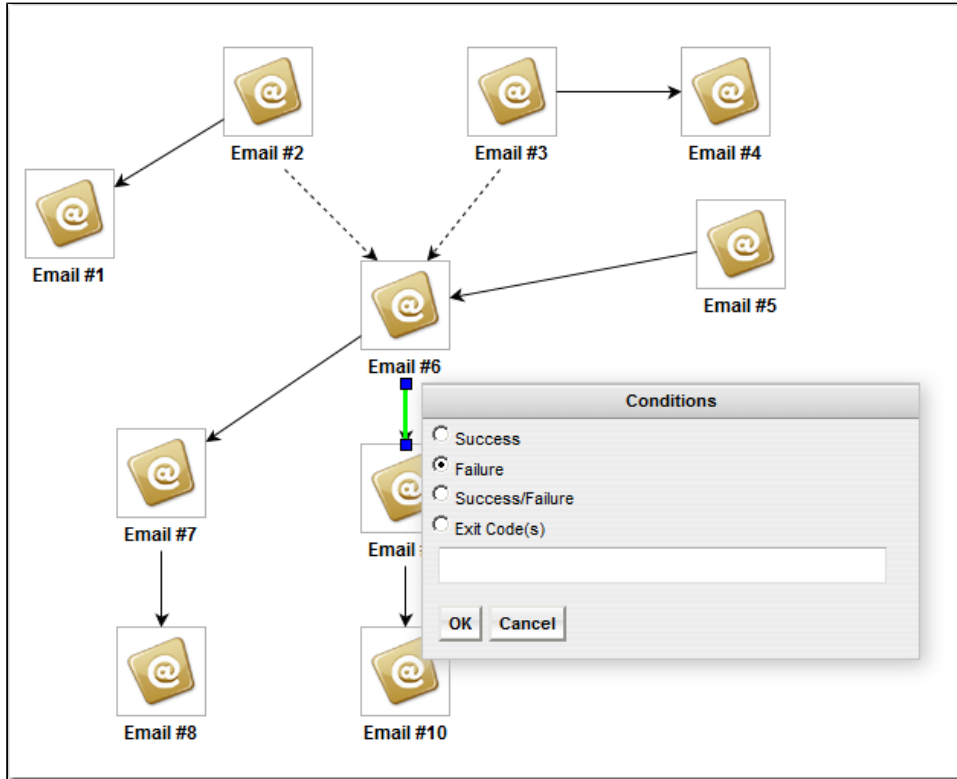 Email #2
Email #3
Email #4
Email #1
Email #5
Email #6
Conditions
Success
Failure
Success/Failure
Exit Code(s)
OK
Cancel
Email #7
Email
Email #8
Email #10